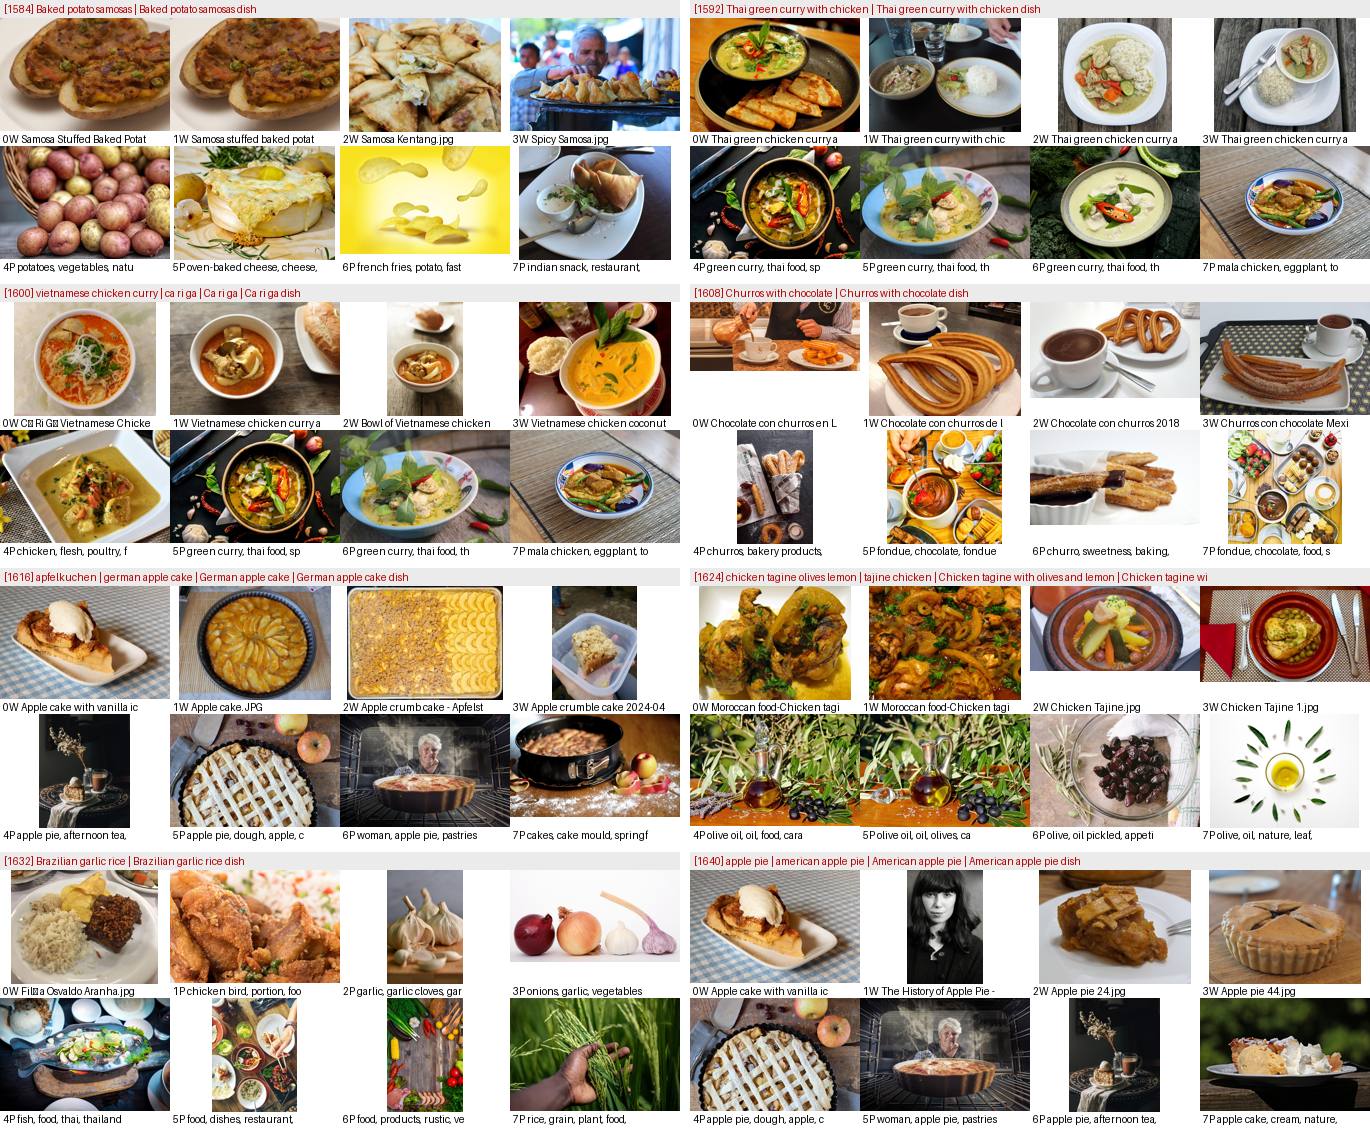 [1584] Baked potato samosas | Baked potato samosas dish
0W Samosa Stuffed Baked Potat
1W Samosa stuffed baked potat
2W Samosa Kentang.jpg
3W Spicy Samosa.jpg
4P potatoes, vegetables, natu
5P oven-baked cheese, cheese,
6P french fries, potato, fast
7P indian snack, restaurant,
[1592] Thai green curry with chicken | Thai green curry with chicken dish
0W Thai green chicken curry a
1W Thai green curry with chic
2W Thai green chicken curry a
3W Thai green chicken curry a
4P green curry, thai food, sp
5P green curry, thai food, th
6P green curry, thai food, th
7P mala chicken, eggplant, to
[1600] vietnamese chicken curry | ca ri ga | Ca ri ga | Ca ri ga dish
0W C□ Ri G□ Vietnamese Chicke
1W Vietnamese chicken curry a
2W Bowl of Vietnamese chicken
3W Vietnamese chicken coconut
4P chicken, flesh, poultry, f
5P green curry, thai food, sp
6P green curry, thai food, th
7P mala chicken, eggplant, to
[1608] Churros with chocolate | Churros with chocolate dish
0W Chocolate con churros en L
1W Chocolate con churros de l
2W Chocolate con churros 2018
3W Churros con chocolate Mexi
4P churros, bakery products,
5P fondue, chocolate, fondue
6P churro, sweetness, baking,
7P fondue, chocolate, food, s
[1616] apfelkuchen | german apple cake | German apple cake | German apple cake dish
0W Apple cake with vanilla ic
1W Apple cake.JPG
2W Apple crumb cake - Apfelst
3W Apple crumble cake 2024-04
4P apple pie, afternoon tea,
5P apple pie, dough, apple, c
6P woman, apple pie, pastries
7P cakes, cake mould, springf
[1624] chicken tagine olives lemon | tajine chicken | Chicken tagine with olives and lemon | Chicken tagine wi
0W Moroccan food-Chicken tagi
1W Moroccan food-Chicken tagi
2W Chicken Tajine.jpg
3W Chicken Tajine 1.jpg
4P olive oil, oil, food, cara
5P olive oil, oil, olives, ca
6P olive, oil pickled, appeti
7P olive, oil, nature, leaf,
[1632] Brazilian garlic rice | Brazilian garlic rice dish
0W Fil□ a Osvaldo Aranha.jpg
1P chicken bird, portion, foo
2P garlic, garlic cloves, gar
3P onions, garlic, vegetables
4P fish, food, thai, thailand
5P food, dishes, restaurant,
6P food, products, rustic, ve
7P rice, grain, plant, food,
[1640] apple pie | american apple pie | American apple pie | American apple pie dish
0W Apple cake with vanilla ic
1W The History of Apple Pie -
2W Apple pie 24.jpg
3W Apple pie 44.jpg
4P apple pie, dough, apple, c
5P woman, apple pie, pastries
6P apple pie, afternoon tea,
7P apple cake, cream, nature,